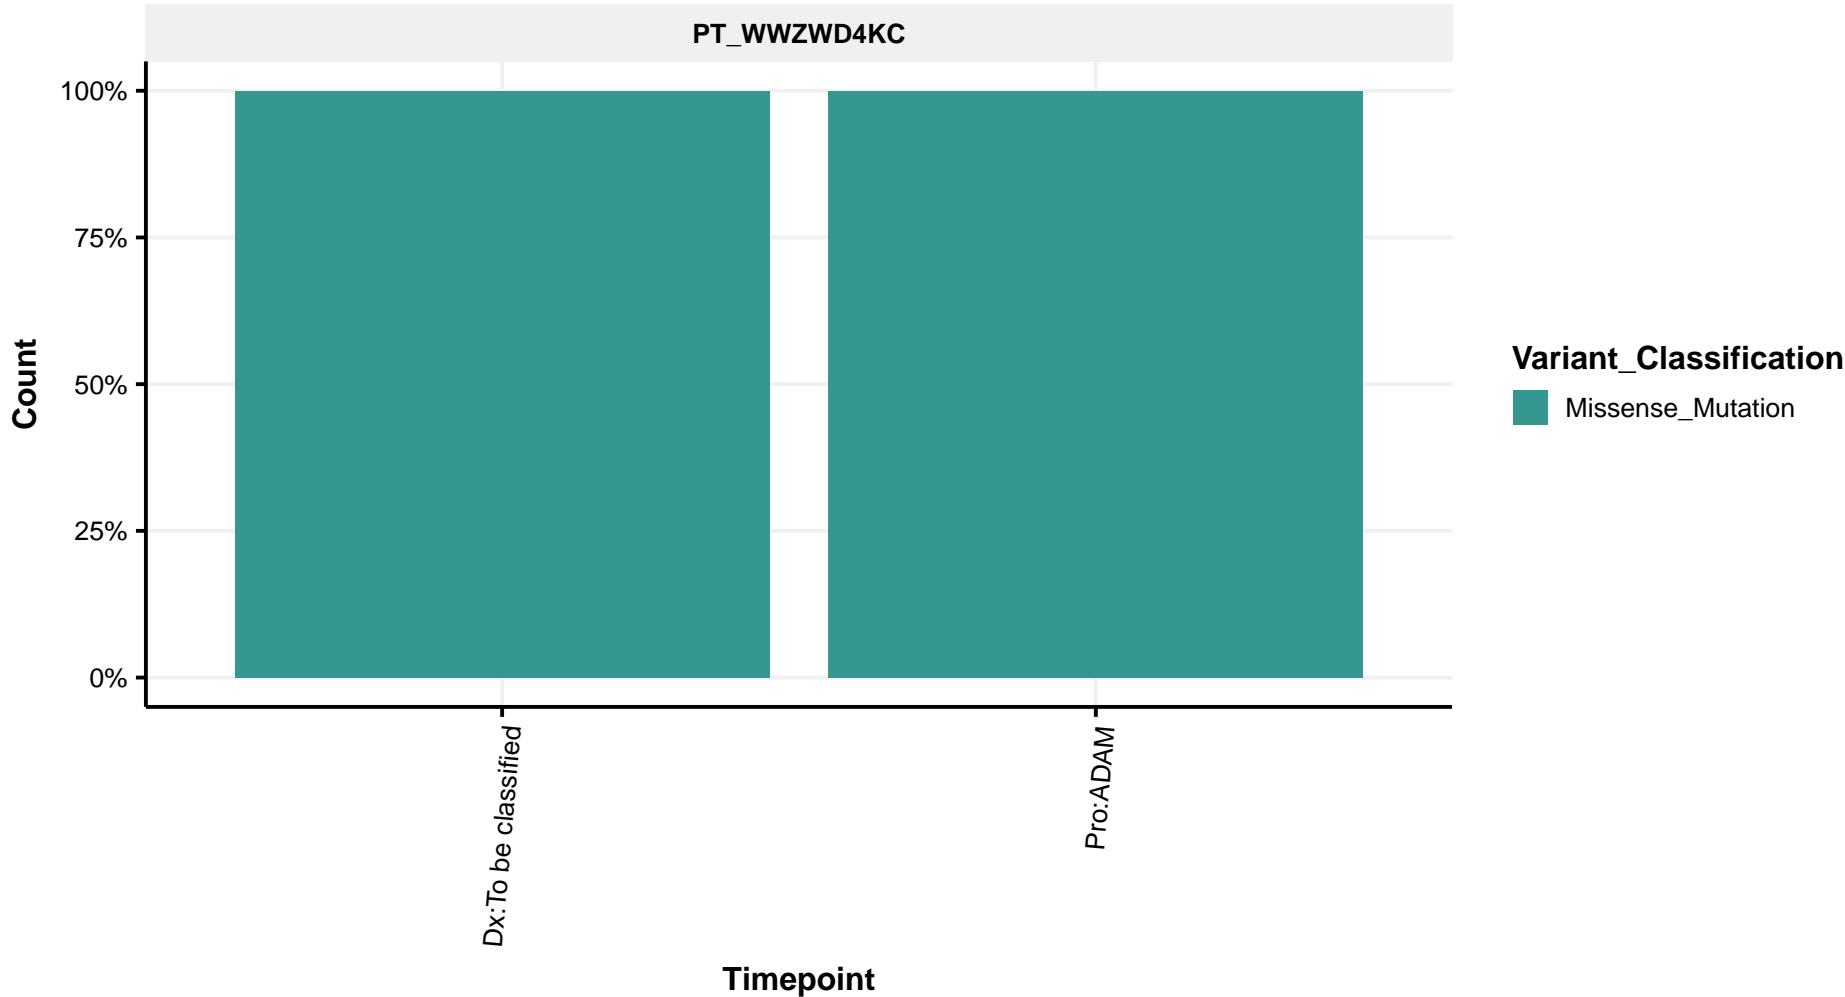 PT_WWZWD4KC
100%
75%
50%
25%
0%
Count
Dx:To be classified
Pro:ADAM
Timepoint
Variant_Classification
Missense_Mutation